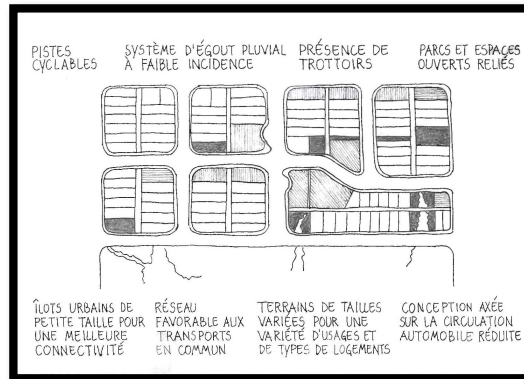 PISTES
CYCLABLES
SYSTÈME D'ÉGOUT PLUVIAL
À FAIBLE INCIDENCE
PRÉSENCE DE
TROTTOIRS
PARCS ET ESPACES
OUVERTS RELIÉS
ÎLOTS URBAINS DE
PETITE TAILLE POUR
UNE MEILLEURE
CONNECTIVITÉ
RÉSEAU
FAVORABLE AUX
TRANSPORTS
EN COMMUN
TERRAINS DE TAILLES
VARIÉES POUR UNE
VARIÉTÉ D'USAGES ET
DE TYPES DE LOGEMENTS
CONCEPTION AXÉE
SUR LA CIRCULATION
AUTOMOBILE RÉDUITE